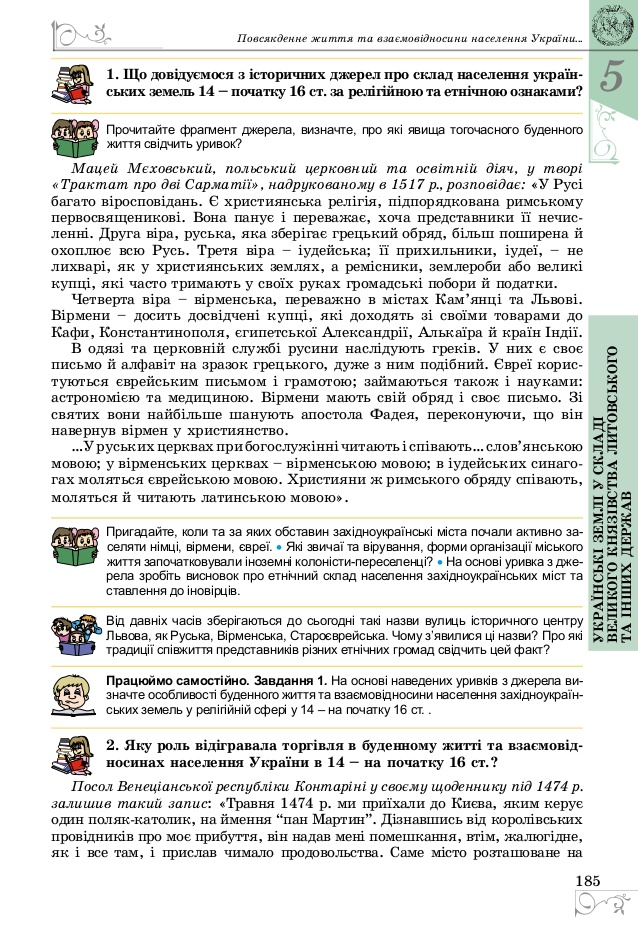 Повсякденне життя та взаємовідносини населення України...
5
1. Що довідуємося з історичних джерел про склад населення україн-
ських земель 14 – початку 16 ст. за релігійною та етнічною ознаками?
Прочитайте фрагмент джерела, визначте, про які явища тогочасного буденного
життя свідчить уривок?
Мацей Мєховський, польський церковний та освітній діяч, у творі
«Трактат про дві Сарматії», надрукованому в 1517 р., розповідає: «У Русі
багато віросповідань. Є християнська релігія, підпорядкована римському
первосвященикові. Вона панує і переважає, хоча представники її нечис-
ленні. Друга віра, руська, яка зберігає грецький обряд, більш поширена й
охоплює всю Русь. Третя віра – іудейська; її прихильники, іудеї, – не
лихварі, як у християнських землях, а ремісники, землероби або великі
купці, які часто тримають у своїх руках громадські побори й податки.
Четверта віра – вірменська, переважно в містах Кам’янці та Львові.
Вірмени – досить досвідчені купці, які доходять зі своїми товарами до
Кафи, Константинополя, єгипетської Александрії, Алькаїра й країн Індії.
В одязі та церковній службі русини наслідують греків. У них є своє
письмо й алфавіт на зразок грецького, дуже з ним подібний. Євреї корис-
туються єврейським письмом і грамотою; займаються також і науками:
астрономією та медициною. Вірмени мають свій обряд і своє письмо. Зі
святих вони найбільше шанують апостола Фадея, переконуючи, що він
навернув вірмен у християнство.
...У руських церквах при богослужінні читають і співають... слов’янською
мовою; у вірменських церквах – вірменською мовою; в іудейських синаго-
гах моляться єврейською мовою. Християни ж римського обряду співають,
моляться й читають латинською мовою».
Пригадайте, коли та за яких обставин західноукраїнські міста почали активно за-
селяти німці, вірмени, євреї. ● Які звичаї та вірування, форми організації міського
життя започатковували іноземні колоністи-переселенці? ● На основі уривка з дже-
рела зробіть висновок про етнічний склад населення західноукраїнських міст та
ставлення до іновірців.
Від давніх часів зберігаються до сьогодні такі назви вулиць історичного центру
Львова, як Руська, Вірменська, Староєврейська. Чому з’явилися ці назви? Про які
традиції співжиття представників різних етнічних громад свідчить цей факт?
Працюймо самостійно. Завдання 1. На основі наведених уривків з джерела ви-
значте особливості буденного життя та взаємовідносини населення західноукраїн-
ських земель у релігійній сфері у 14 – на початку 16 ст. .
2. Яку роль відігравала торгівля в буденному житті та взаємовід-
носинах населення України в 14 – на початку 16 ст.?
Посол Венеціанської республіки Контаріні у своєму щоденнику під 1474 р.
залишив такий запис: «Травня 1474 р. ми приїхали до Києва, яким керує
один поляк-католик, на ймення “пан Мартин”. Дізнавшись від королівських
провідників про моє прибуття, він надав мені помешкання, втім, жалюгідне,
як і все там, і прислав чимало продовольства. Саме місто розташоване на
УКРАЇНСЬКІ ЗЕМЛІ У СКЛАДІ
ВЕЛИКОГО КНЯЗІВСТВА ЛИТОВСЬКОГО
ТА ІНШИХ ДЕРЖАВ
185